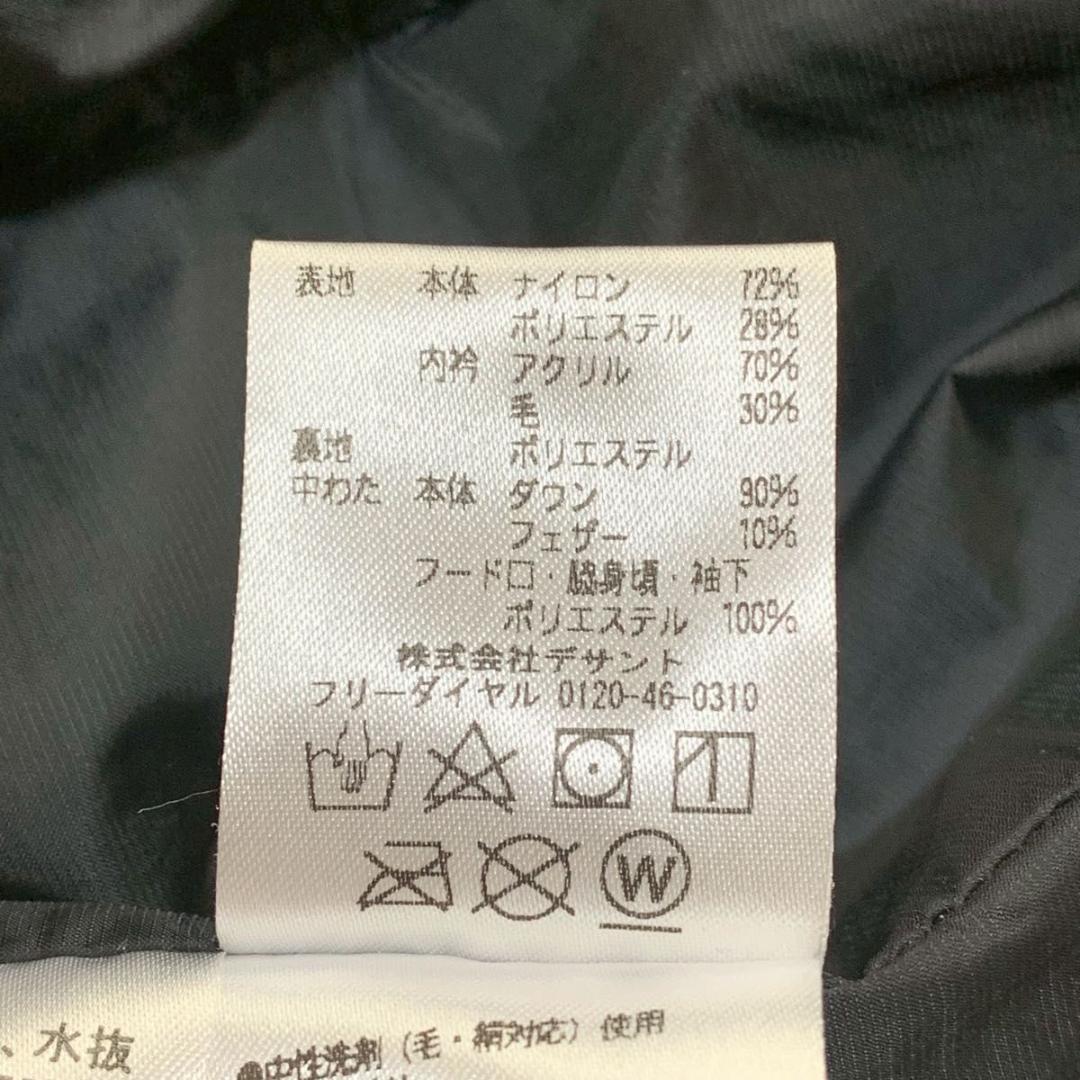 表地 本体 ナイロン 72%
ポリエステル 28%
内衿 アクリル 70%
毛 30%
裏地 ポリエステル
中わた 本体 ダウン 90%
フェザー 10%
フード口・脇身頃・袖下
ポリエステル 100%
株式会社デサント
フリーダイヤル 0120-46-0310
W
、水抜
●中性洗剤（毛・絹対応）使用